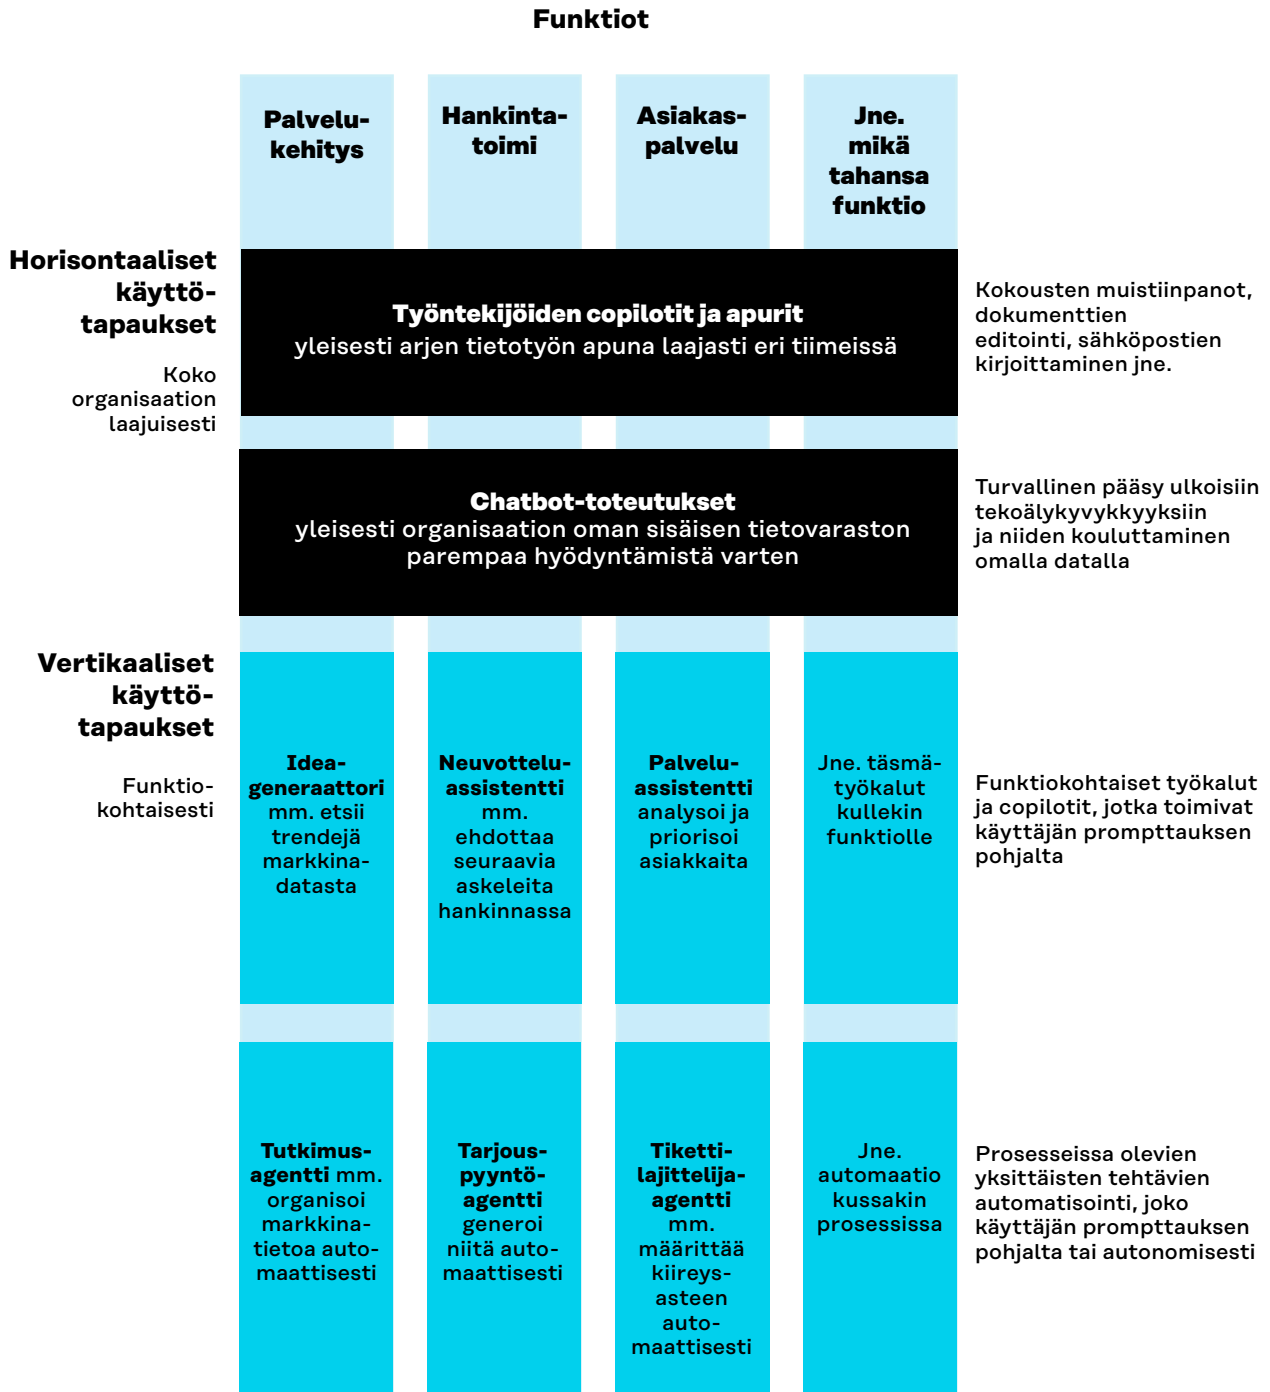 Funktiot
Palvelu-
kehitys
Hankinta-
toimi
Asiakas-
palvelu
Jne.
mikä
tahansa
funktio
Horisontaaliset
käyttö-
tapaukset
Koko
organisaation
laajuisesti
Työntekijöiden copilotit ja apurit
yleisesti arjen tietotyön apuna laajasti eri tiimeissä
Kokousten muistiinpanot,
dokumenttien
editointi, sähköpostien
kirjoittaminen jne.
Chatbot-toteutukset
yleisesti organisaation oman sisäisen tietovaraston
parempaa hyödyntämistä varten
Turvallinen pääsy ulkoisiin
tekoälykyvykkyyksiin
ja niiden kouluttaminen
omalla datalla
Vertikaaliset
käyttö-
tapaukset
Funktio-
kohtaisesti
Idea-
generaattori
mm. etsii
trendejä
markkina-
datasta
Neuvottelu-
assistentti
mm.
ehdottaa
seuraavia
askeleita
hankinnassa
Palvelu-
assistentti
analysoi ja
priorisoi
asiakkaita
Jne. täsmä-
työkalut
kullekin
funktiolle
Funktiokohtaiset työkalut
ja copilotit, jotka toimivat
käyttäjän prompttauksen
pohjalta
Tutkimus-
agentti mm.
organisoi
markkina-
tietoa auto-
maattisesti
Tarjous-
pyyntö-
agentti
generoi
niitä auto-
maattisesti
Tiketti-
lajittelija-
agentti
mm.
määrittää
kiireys-
asteen
auto-
maattisesti
Jne.
automaatio
kussakin
prosessissa
Prosesseissa olevien
yksittäisten tehtävien
automatisointi, joko
käyttäjän prompttauksen
pohjalta tai autonomisesti